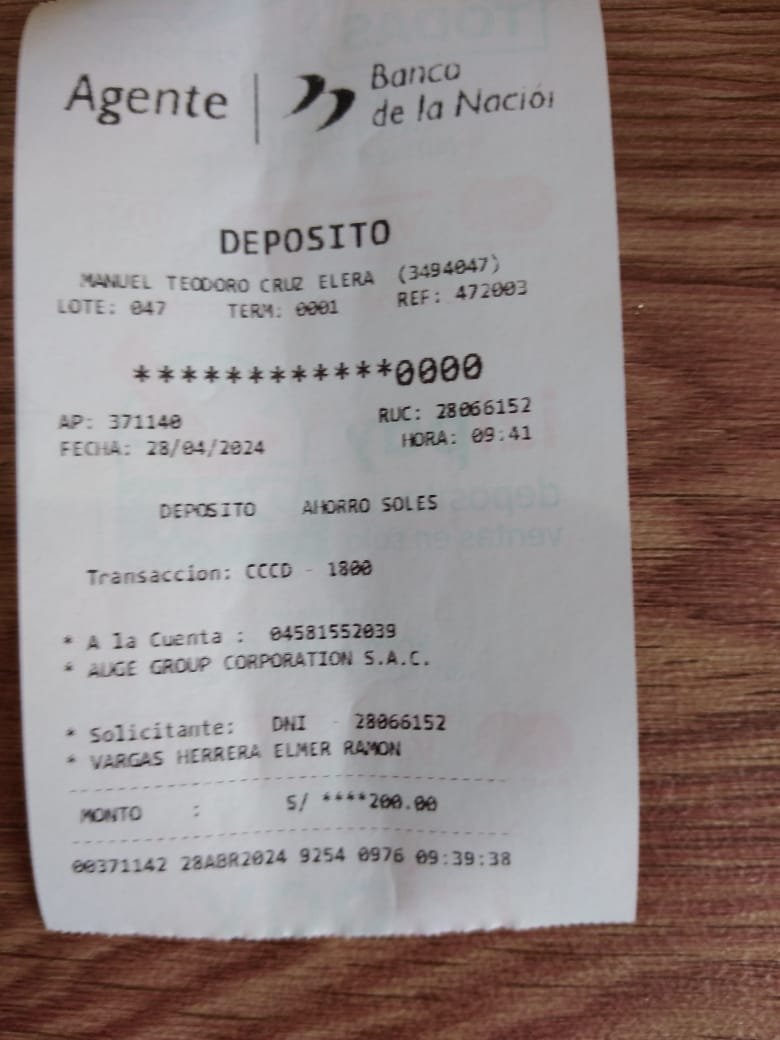 Agente | Banco
de la Nación
DEPOSITO
MANUEL TEODORO CRUZ ELERA (3494047)
LOTE: 047 TERM: 0001 REF: 472003
************0000
AP: 371140 RUC: 28066152
FECHA: 28/04/2024 HORA: 09:41
DEPOSITO AHORRO SOLES
Transaccion: CCCD - 1800
* A la Cuenta : 04581552039
* AUGE GROUP CORPORATION S.A.C.
* Solicitante: DNI - 28066152
* VARGAS HERRERA ELMER RAMON
MONTO : S/ ****200.00
00371142 28ABR2024 9254 0976 09:39:38